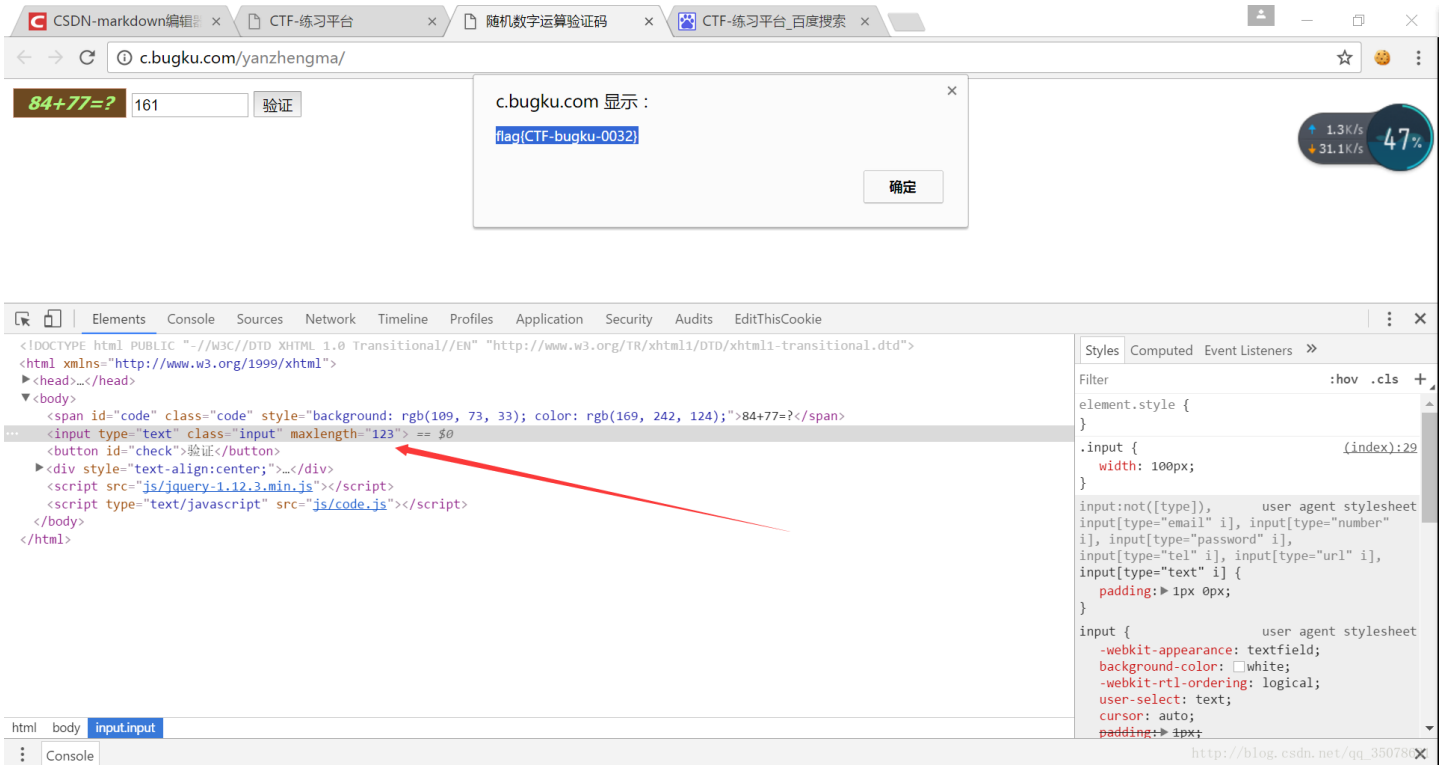 CSDN-markdown编辑器
CTF-练习平台
随机数字运算验证码
CTF-练习平台_百度搜索
c.bugku.com/yanzhengma/
84+77=?
161
验证
c.bugku.com 显示：
flag{CTF-bugku-0032}
确定
1.3K/s
31.1K/s
47%
Elements Console Sources Network Timeline Profiles Application Security Audits EditThisCookie
<!DOCTYPE html PUBLIC "-//W3C//DTD XHTML 1.0 Transitional//EN" "http://www.w3.org/TR/xhtml1/DTD/xhtml1-transitional.dtd">
<html xmlns="http://www.w3.org/1999/xhtml">
<head>…</head>
<body>
<span id="code" class="code" style="background: rgb(109, 73, 33); color: rgb(169, 242, 124);">84+77=?</span>
<input type="text" class="input" maxlength="123"> == $0
<button id="check">验证</button>
<div style="text-align:center;">…</div>
<script src="js/jquery-1.12.3.min.js"></script>
<script type="text/javascript" src="js/code.js"></script>
</body>
</html>
Styles Computed Event Listeners »
Filter :hov .cls +
element.style {
}
.input { (index):29
width: 100px;
}
input:not([type]), user agent stylesheet
input[type="email" i], input[type="number"
i], input[type="password" i],
input[type="tel" i], input[type="url" i],
input[type="text" i] {
padding: 1px 0px;
}
input { user agent stylesheet
-webkit-appearance: textfield;
background-color: white;
-webkit-rtl-ordering: logical;
user-select: text;
cursor: auto;
padding: 1px;
html body input.input
Console